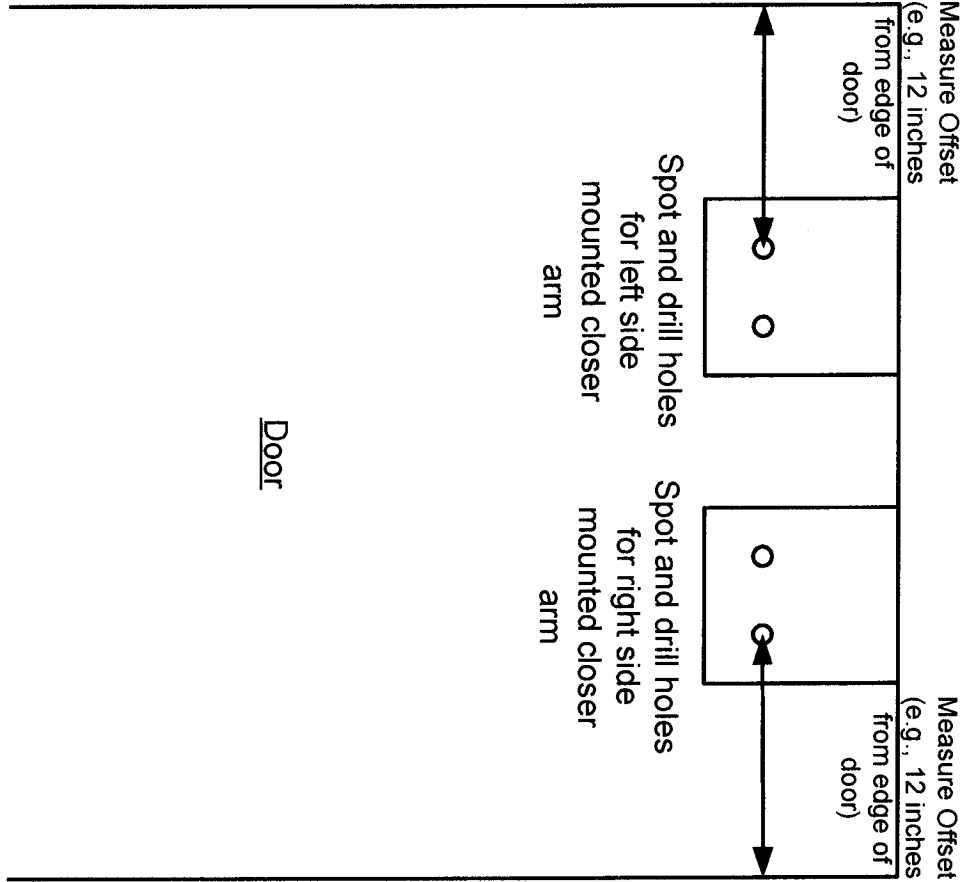 Measure Offset
(e.g., 12 inches
from edge of
door)
Measure Offset
(e.g., 12 inches
from edge of
door)
Spot and drill holes
for left side
mounted closer
arm
Spot and drill holes
for right side
mounted closer
arm
Door